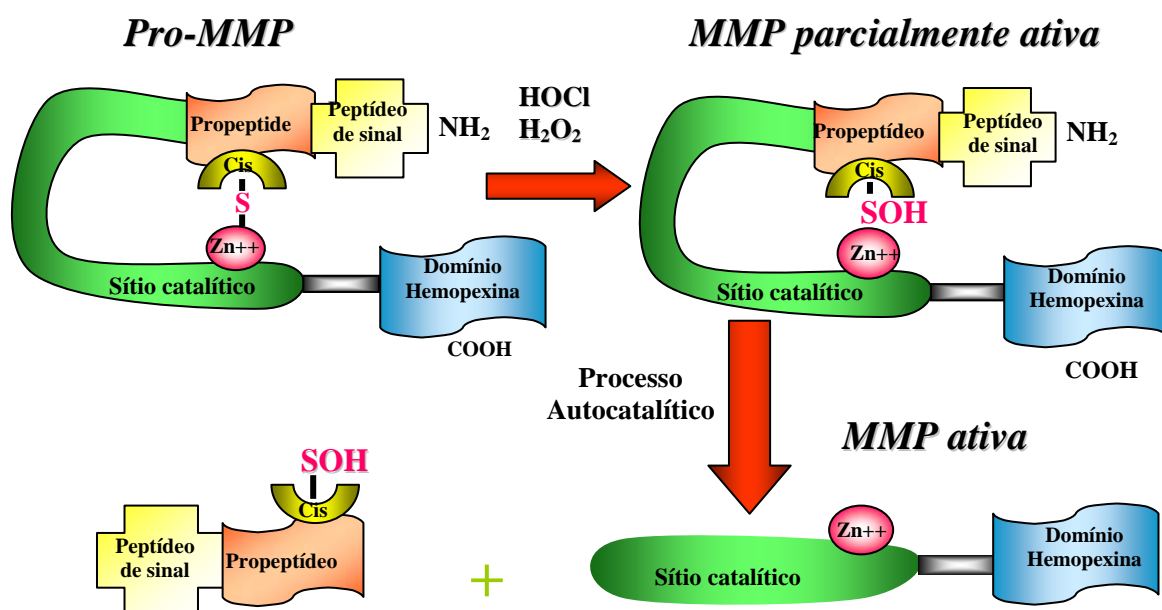 Pro-MMP
Propeptide
Peptídeo
de sinal
NH2
Cis
S
Zn++
Sítio catalítico
Domínio
Hemopexina
COOH
HOCl
H2O2
MMP parcialmente ativa
Propeptídeo
Peptídeo
de sinal
NH2
Cis
SOH
Zn++
Sítio catalítico
Domínio
Hemopexina
COOH
Processo
Autocatalítico
MMP ativa
SOH
Cis
Peptídeo
de sinal
Propeptídeo
+
Zn++
Sítio catalítico
Domínio
Hemopexina